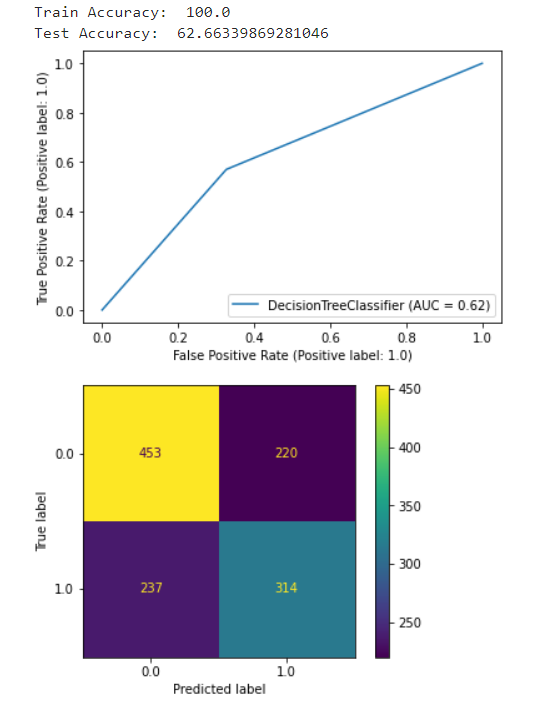 Train Accuracy:  100.0
Test Accuracy:  62.66339869281046
1.0
0.8
0.6
0.4
0.2
0.0
True Positive Rate (Positive label: 1.0)
DecisionTreeClassifier (AUC = 0.62)
0.0 0.2 0.4 0.6 0.8 1.0
False Positive Rate (Positive label: 1.0)
450
0.0 453 220
400
350
True label
300
1.0 237 314
250
0.0 1.0
Predicted label